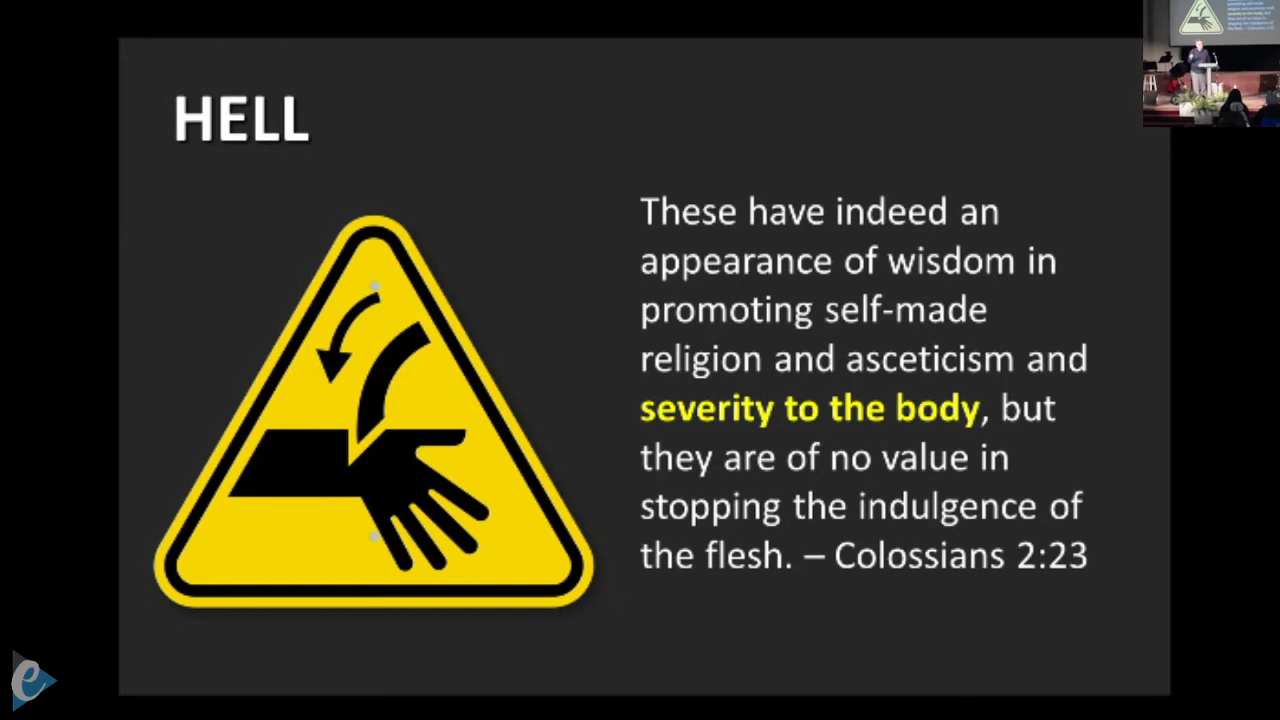 HELL
These have indeed an
appearance of wisdom in
promoting self-made
religion and asceticism and
severity to the body, but
they are of no value in
stopping the indulgence of
the flesh. – Colossians 2:23
e